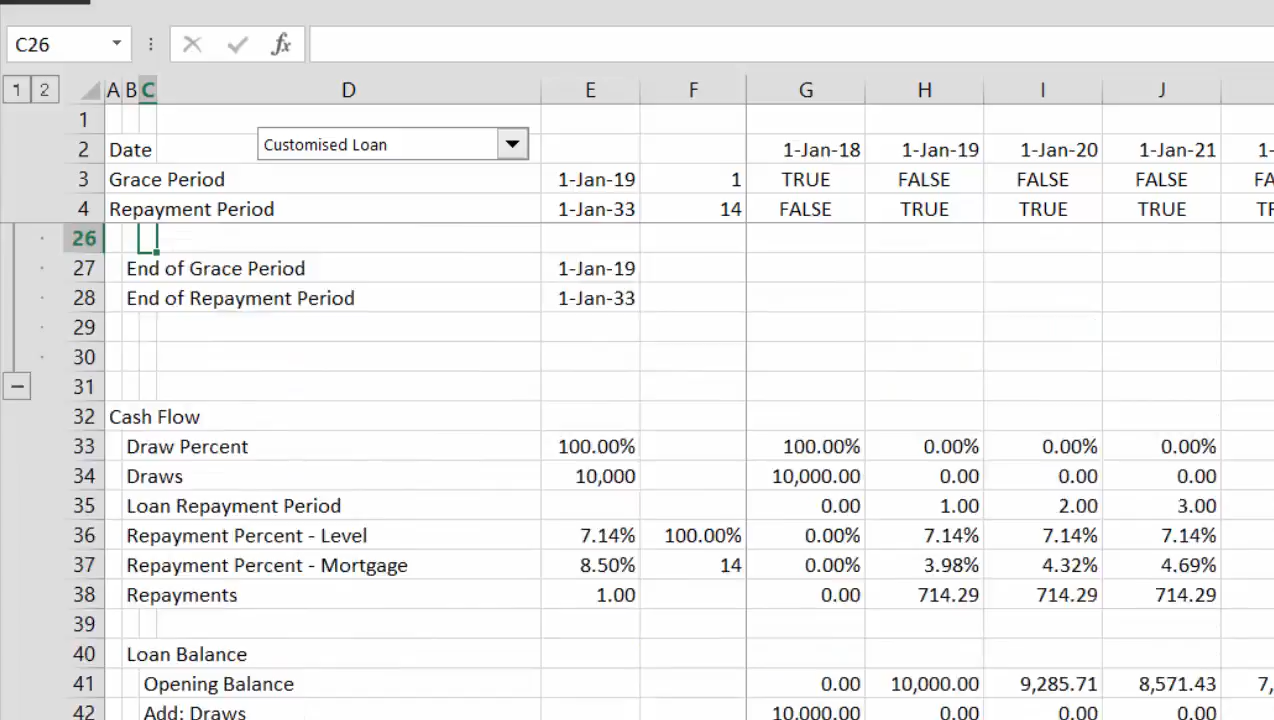 C26 fx
1 2 A B C D E F G H I J
1
2 Date Customised Loan 1-Jan-18 1-Jan-19 1-Jan-20 1-Jan-21 1-
3 Grace Period 1-Jan-19 1 TRUE FALSE FALSE FALSE FA
4 Repayment Period 1-Jan-33 14 FALSE TRUE TRUE TRUE TR
26
27 End of Grace Period 1-Jan-19
28 End of Repayment Period 1-Jan-33
29
30
31
32 Cash Flow
33 Draw Percent 100.00% 100.00% 0.00% 0.00% 0.00%
34 Draws 10,000 10,000.00 0.00 0.00 0.00
35 Loan Repayment Period 0.00 1.00 2.00 3.00
36 Repayment Percent - Level 7.14% 100.00% 0.00% 7.14% 7.14% 7.14%
37 Repayment Percent - Mortgage 8.50% 14 0.00% 3.98% 4.32% 4.69%
38 Repayments 1.00 0.00 714.29 714.29 714.29
39
40 Loan Balance
41 Opening Balance 0.00 10,000.00 9,285.71 8,571.43 7,
42 Add: Draws 10,000.00 0.00 0.00 0.00